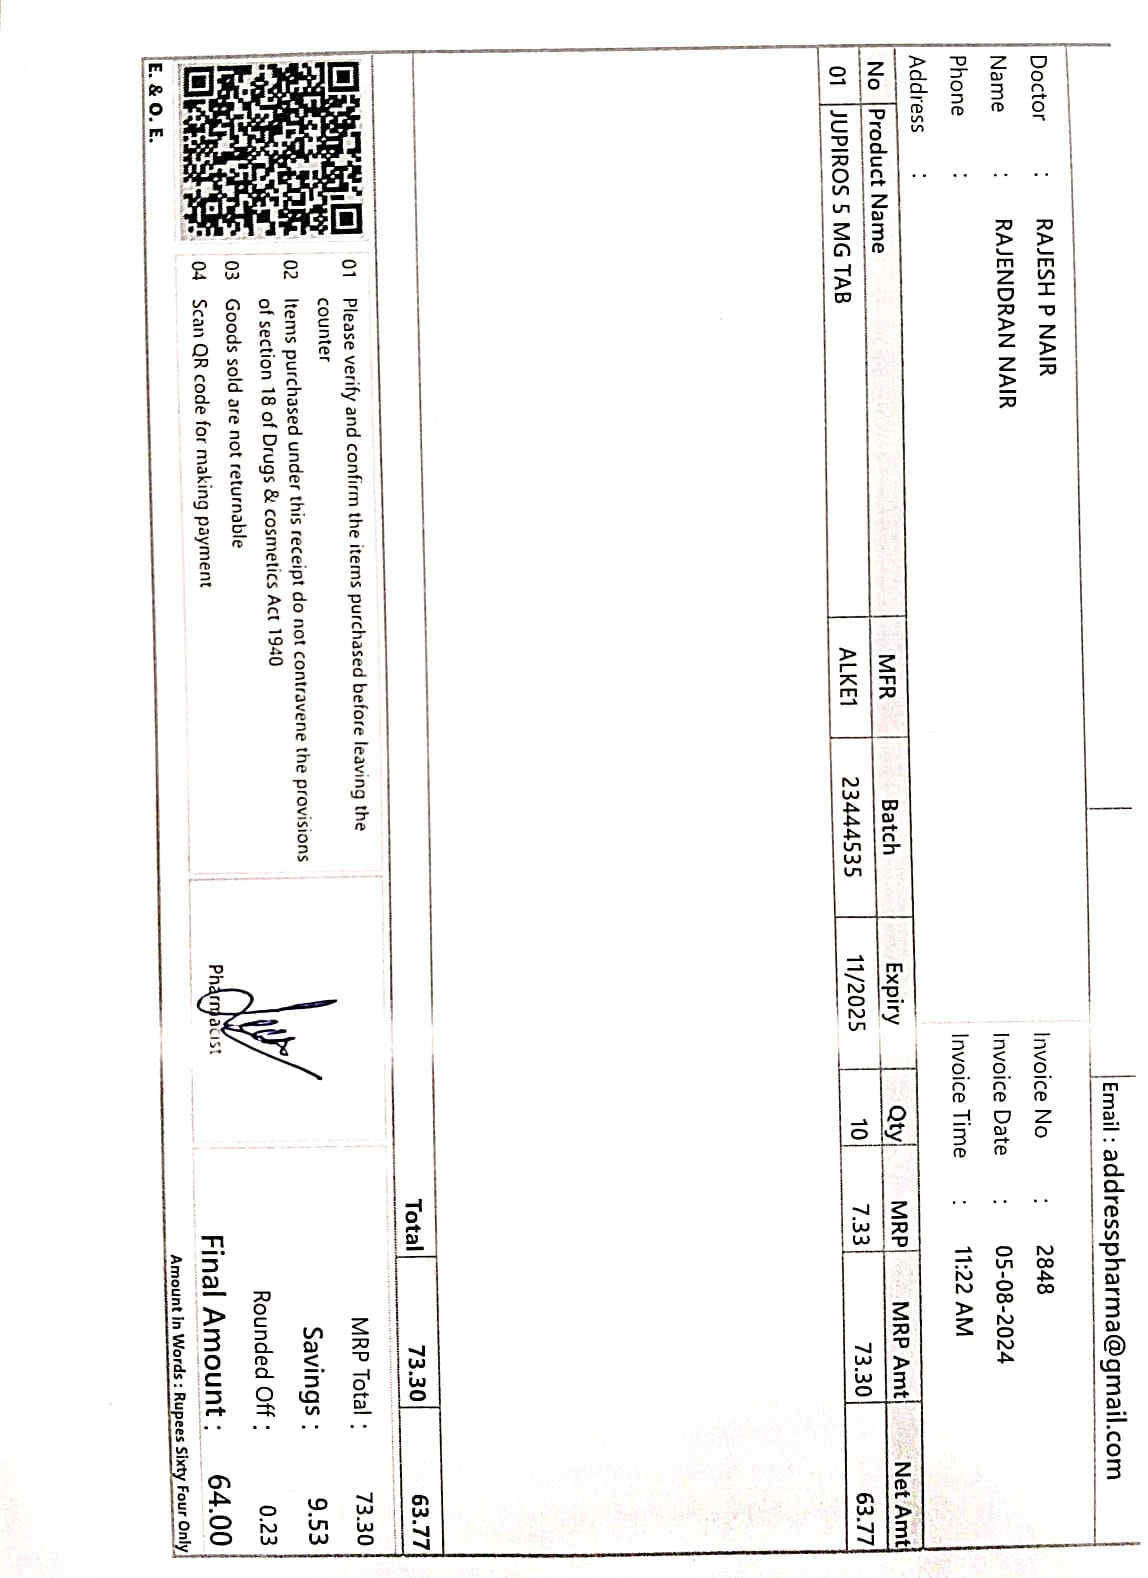 Email : addresspharma@gmail.com
Doctor : RAJESH P NAIR
Invoice No : 2848
Name : RAJENDRAN NAIR
Invoice Date : 05-08-2024
Phone :
Invoice Time : 11:22 AM
Address :
No Product Name MFR Batch Expiry Qty MRP MRP Amt Net Amt
01 JUPIROS 5 MG TAB ALKE1 23444535 11/2025 10 7.33 73.30 63.77
Total 73.30 63.77
01 Please verify and confirm the items purchased before leaving the
counter
02 Items purchased under this receipt do not contravene the provisions
of section 18 of Drugs & cosmetics Act 1940
03 Goods sold are not returnable
04 Scan QR code for making payment
Pharmacist
MRP Total : 73.30
Savings : 9.53
Rounded Off : 0.23
Final Amount : 64.00
Amount in Words : Rupees Sixty Four Only
E. & O. E.